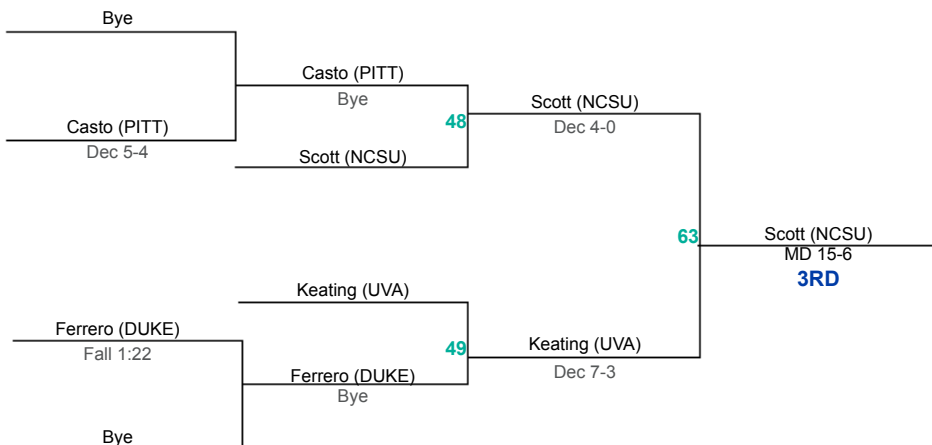 Bye
Casto (PITT)
Bye
Scott (NCSU)
Dec 4-0
48
Casto (PITT)
Dec 5-4
Scott (NCSU)
63
Scott (NCSU)
MD 15-6
3RD
Keating (UVA)
Ferrero (DUKE)
Fall 1:22
49
Keating (UVA)
Dec 7-3
Ferrero (DUKE)
Bye
Bye